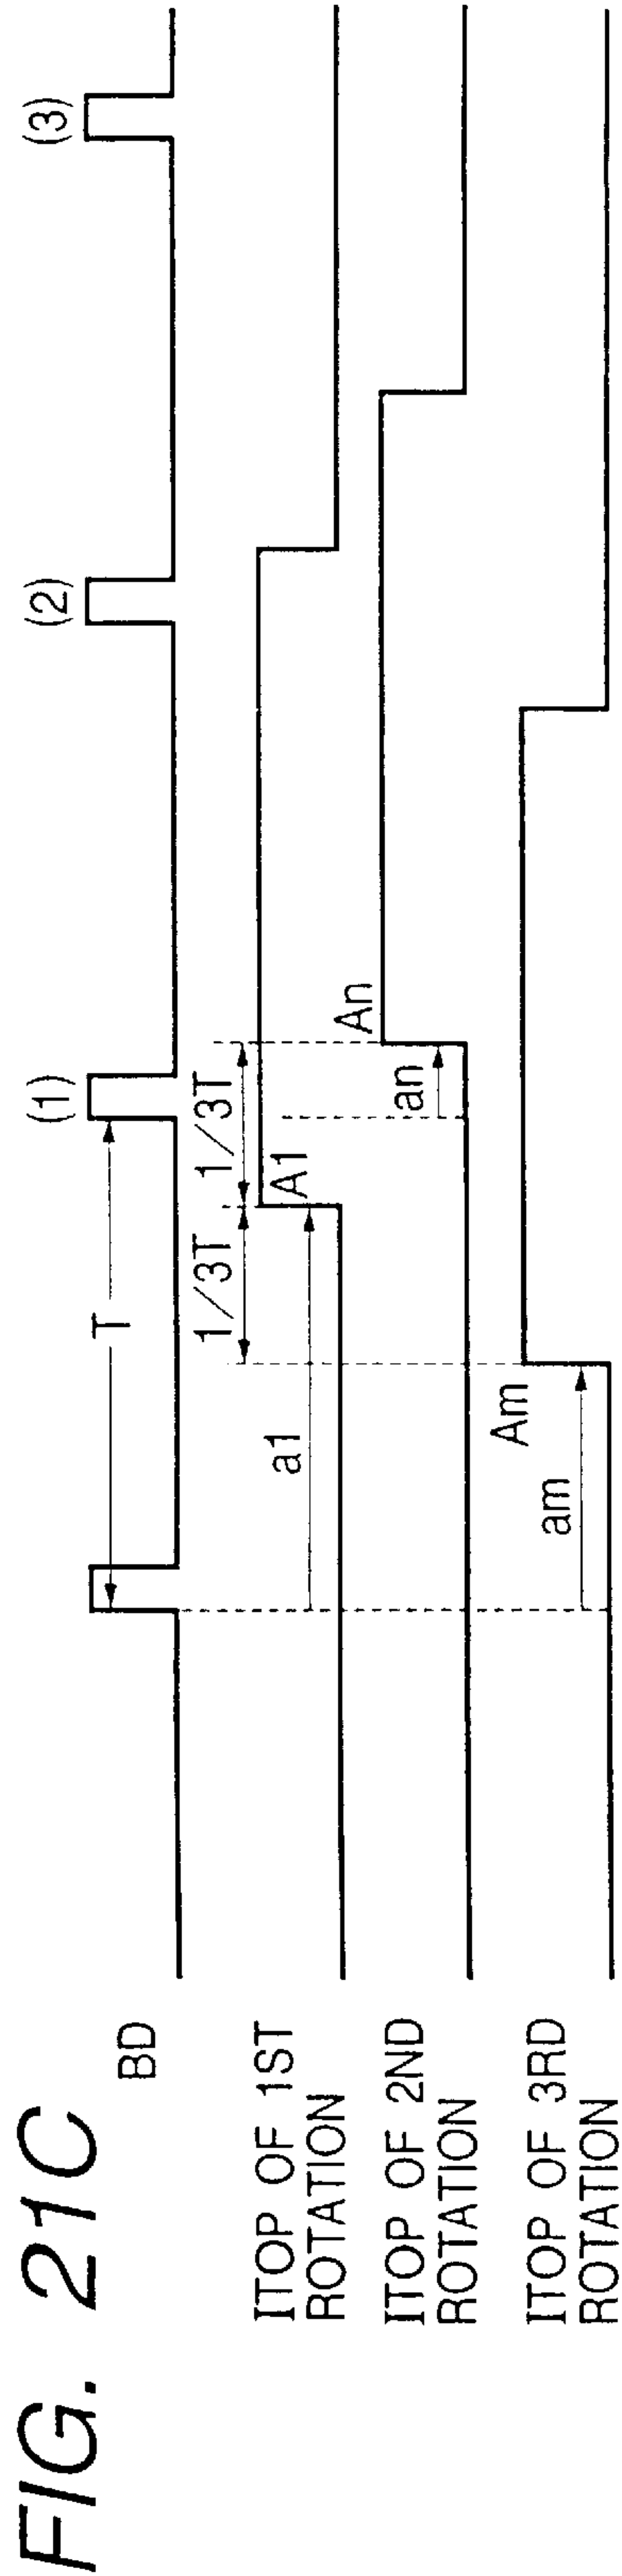 FIG. 21C
BD
T
(1)
(2)
(3)
ITOP OF 1ST
ROTATION
a1
1/3T
1/3T
A1
ITOP OF 2ND
ROTATION
an
An
ITOP OF 3RD
ROTATION
am
Am